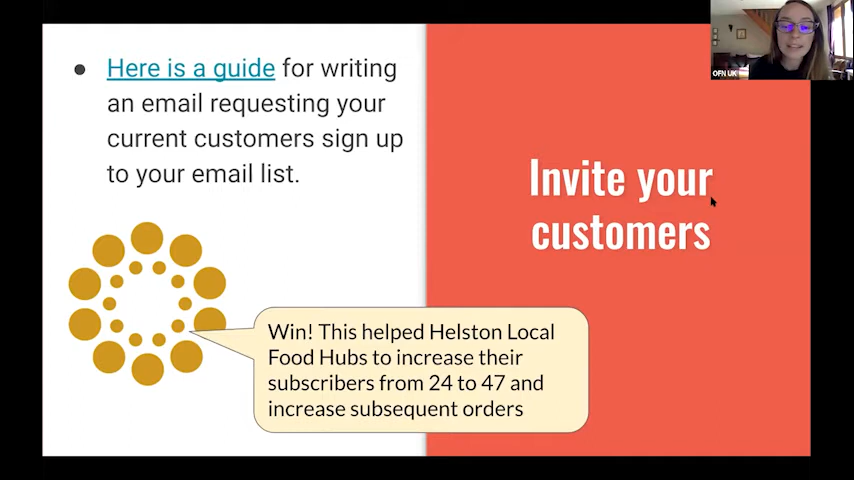 Here is a guide for writing
an email requesting your
current customers sign up
to your email list.
Invite your
customers
Win! This helped Helston Local
Food Hubs to increase their
subscribers from 24 to 47 and
increase subsequent orders
OFN UK